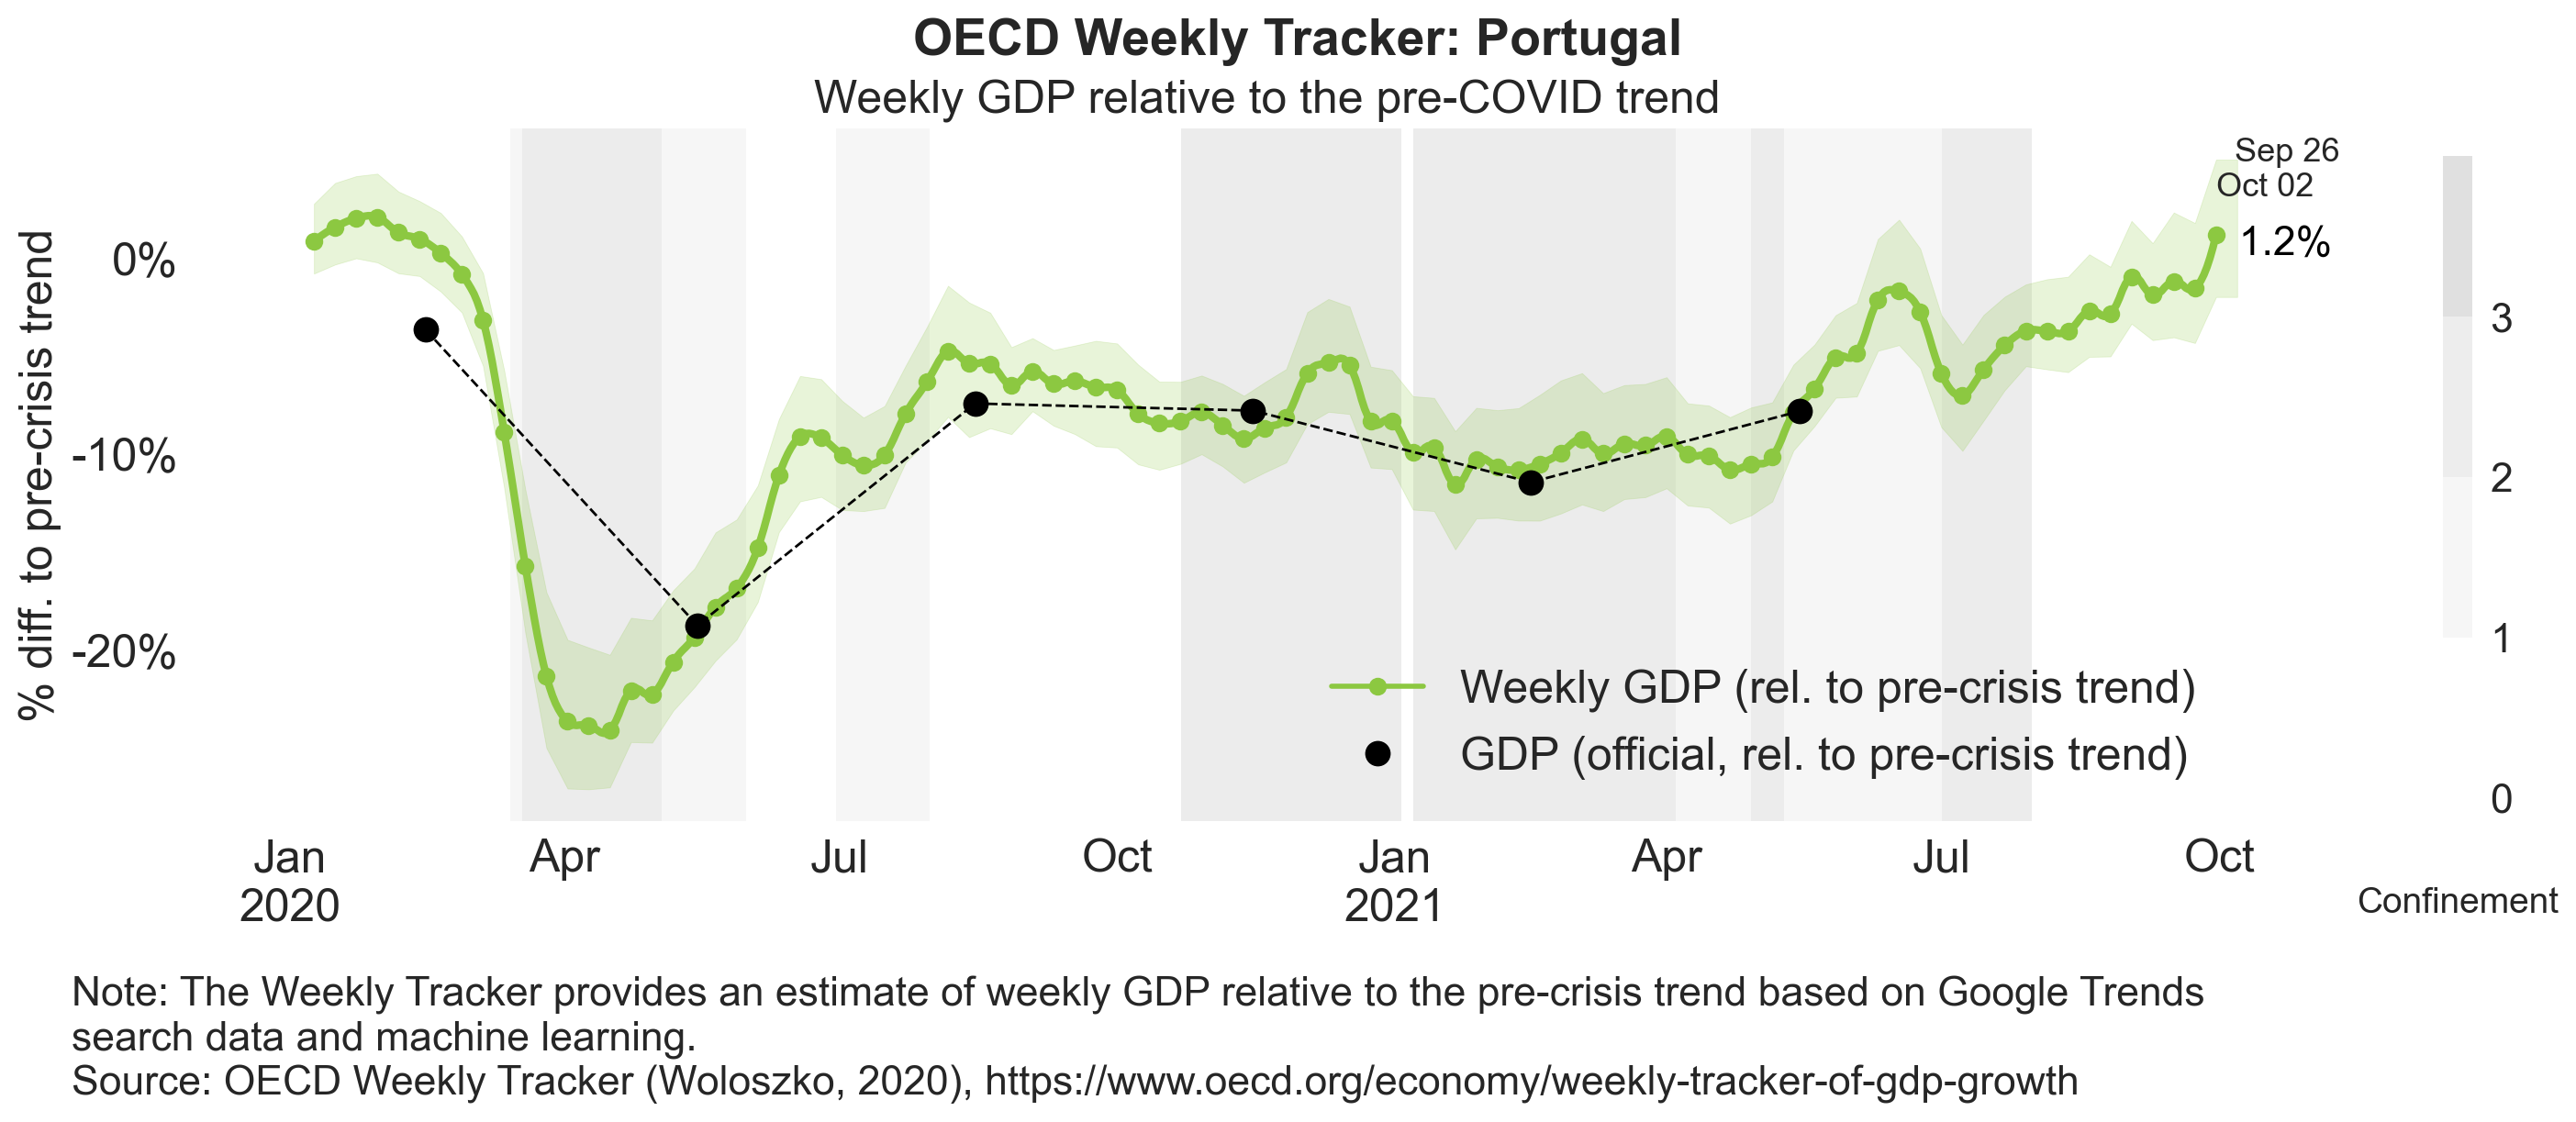 OECD Weekly Tracker: Portugal
Weekly GDP relative to the pre-COVID trend
% diff. to pre-crisis trend
0%
-10%
-20%
Sep 26
Oct 02
1.2%
Weekly GDP (rel. to pre-crisis trend)
GDP (official, rel. to pre-crisis trend)
3
2
1
0
Confinement
Jan
2020
Apr
Jul
Oct
Jan
2021
Apr
Jul
Oct
Note: The Weekly Tracker provides an estimate of weekly GDP relative to the pre-crisis trend based on Google Trends
search data and machine learning.
Source: OECD Weekly Tracker (Woloszko, 2020), https://www.oecd.org/economy/weekly-tracker-of-gdp-growth